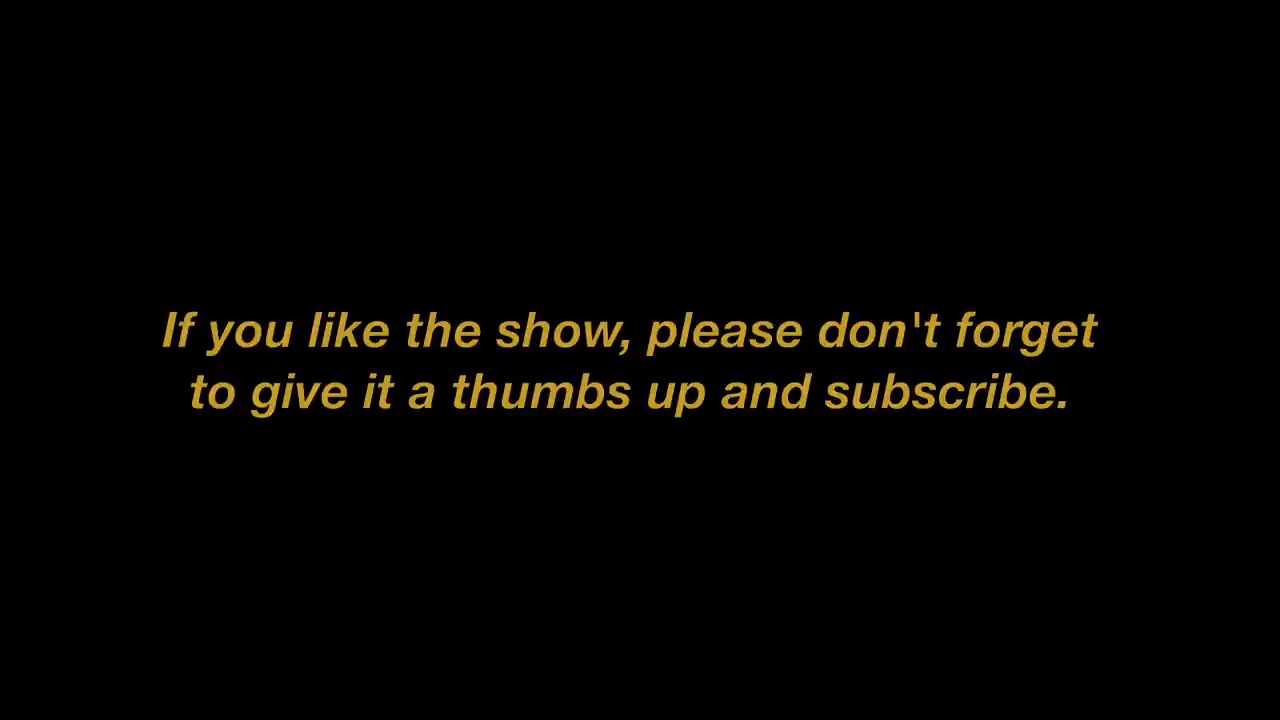 If you like the show, please don't forget
to give it a thumbs up and subscribe.